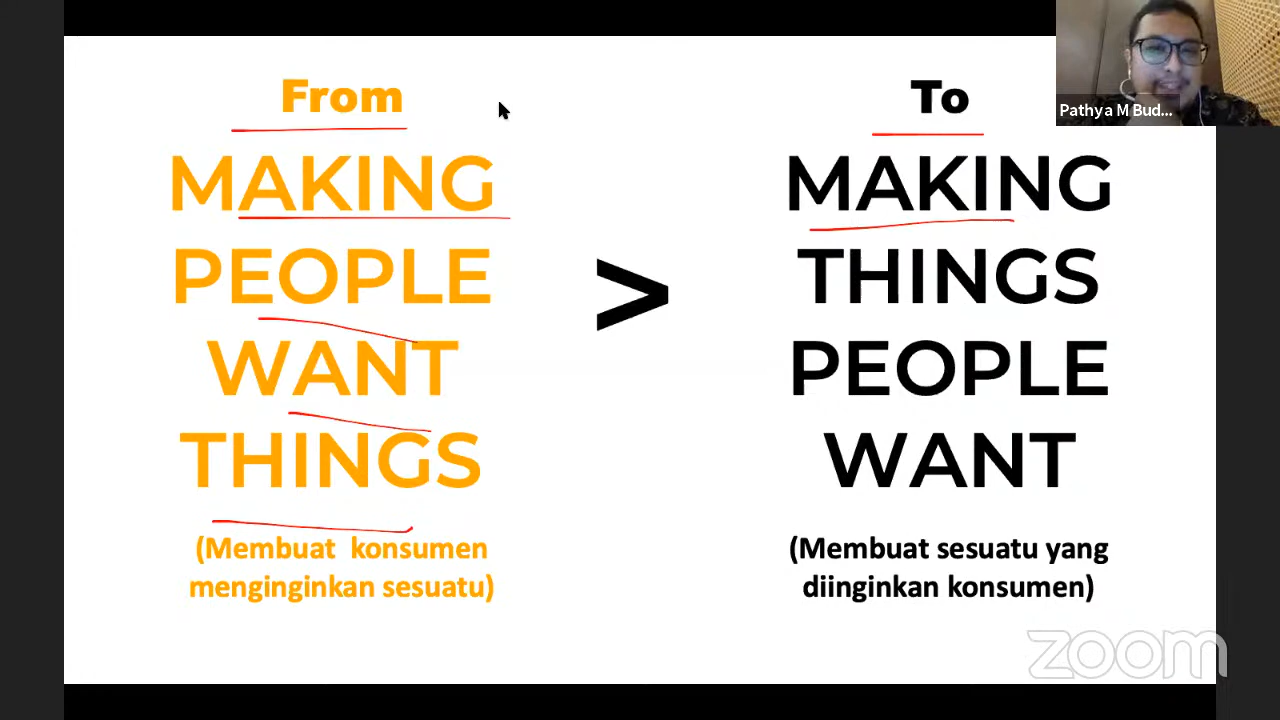 From
MAKING
PEOPLE
WANT
THINGS
(Membuat konsumen
menginginkan sesuatu)
>
To
MAKING
THINGS
PEOPLE
WANT
(Membuat sesuatu yang
diinginkan konsumen)
Pathya M Bud...
zoom